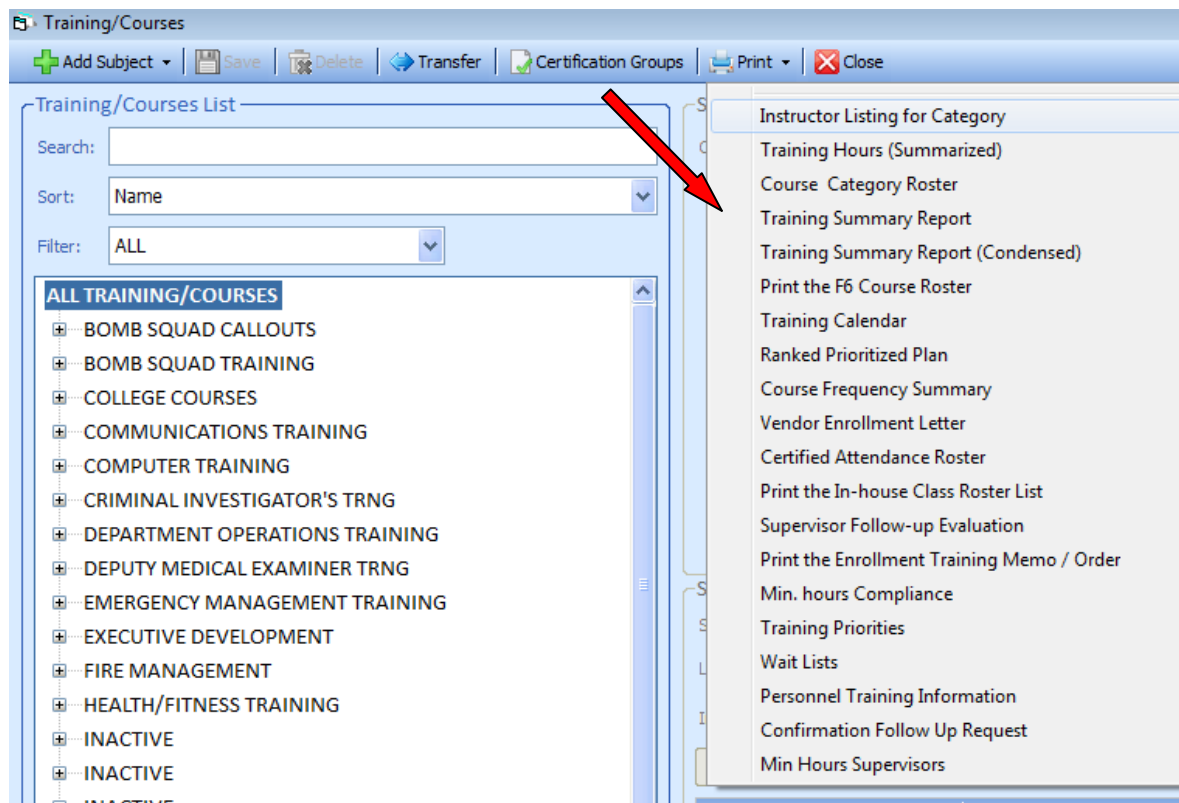 Training/Courses
Add Subject Save Delete Transfer Certification Groups Print Close
Training/Courses List
Search:
Sort: Name
Filter: ALL
ALL TRAINING/COURSES
BOMB SQUAD CALLOUTS
BOMB SQUAD TRAINING
COLLEGE COURSES
COMMUNICATIONS TRAINING
COMPUTER TRAINING
CRIMINAL INVESTIGATOR'S TRNG
DEPARTMENT OPERATIONS TRAINING
DEPUTY MEDICAL EXAMINER TRNG
EMERGENCY MANAGEMENT TRAINING
EXECUTIVE DEVELOPMENT
FIRE MANAGEMENT
HEALTH/FITNESS TRAINING
INACTIVE
INACTIVE
Instructor Listing for Category
Training Hours (Summarized)
Course Category Roster
Training Summary Report
Training Summary Report (Condensed)
Print the F6 Course Roster
Training Calendar
Ranked Prioritized Plan
Course Frequency Summary
Vendor Enrollment Letter
Certified Attendance Roster
Print the In-house Class Roster List
Supervisor Follow-up Evaluation
Print the Enrollment Training Memo / Order
Min. hours Compliance
Training Priorities
Wait Lists
Personnel Training Information
Confirmation Follow Up Request
Min Hours Supervisors